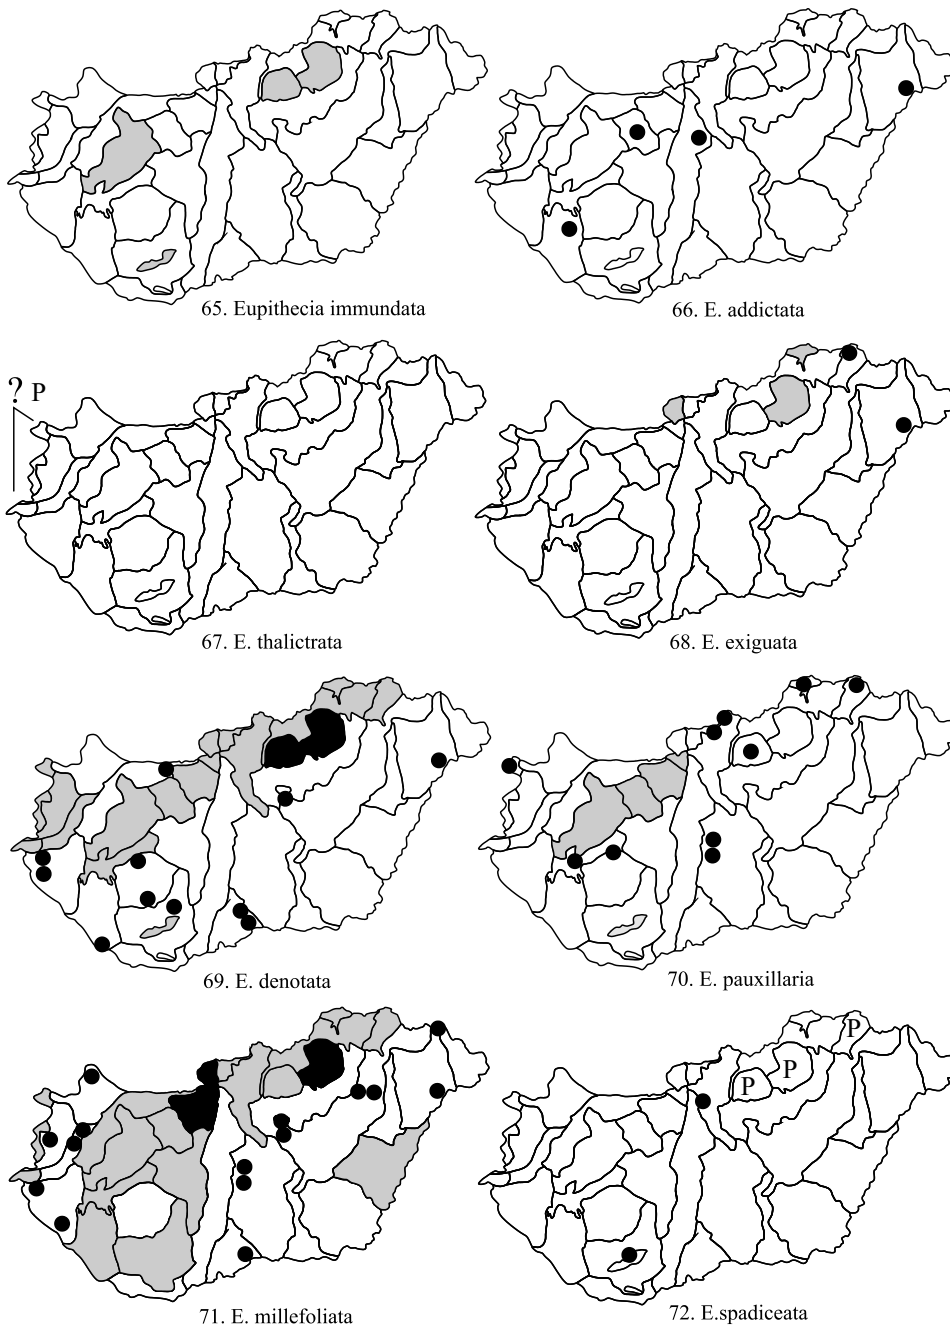 65. Eupithecia immundata
66. E. addictata
? P
67. E. thalictrata
68. E. exiguata
69. E. denotata
70. E. pauxillaria
P
P
P
71. E. millefoliata
72. E.spadiceata